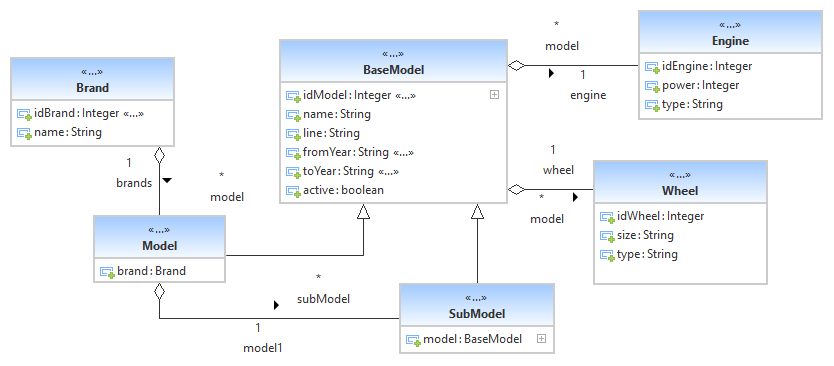 «...»
Brand
idBrand: Integer «...»
name: String
1
brands
*
model
«...»
Model
brand: Brand
*
subModel
1
model1
«...»
BaseModel
idModel: Integer «...»
name: String
line: String
fromYear: String «...»
toYear: String «...»
active: boolean
«...»
SubModel
model: BaseModel
*
model
1
engine
«...»
Engine
idEngine: Integer
power: Integer
type: String
1
wheel
*
model
«...»
Wheel
idWheel: Integer
size: String
type: String